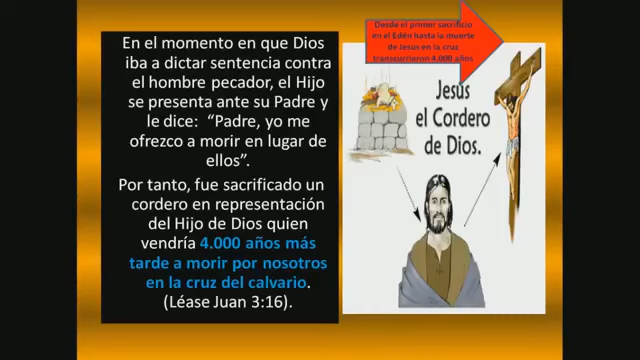 En el momento en que Dios
iba a dictar sentencia contra
el hombre pecador, el Hijo
se presenta ante su Padre y
le dice: “Padre, yo me
ofrezco a morir en lugar de
ellos”.
Por tanto, fue sacrificado un
cordero en representación
del Hijo de Dios quien
vendría 4.000 años más
tarde a morir por nosotros
en la cruz del calvario.
(Léase Juan 3:16).
Desde el primer sacrificio
en el Edén hasta la muerte
de Jesús en la cruz
transcurrieron 4.000 años
Jesús
el Cordero
de Dios.